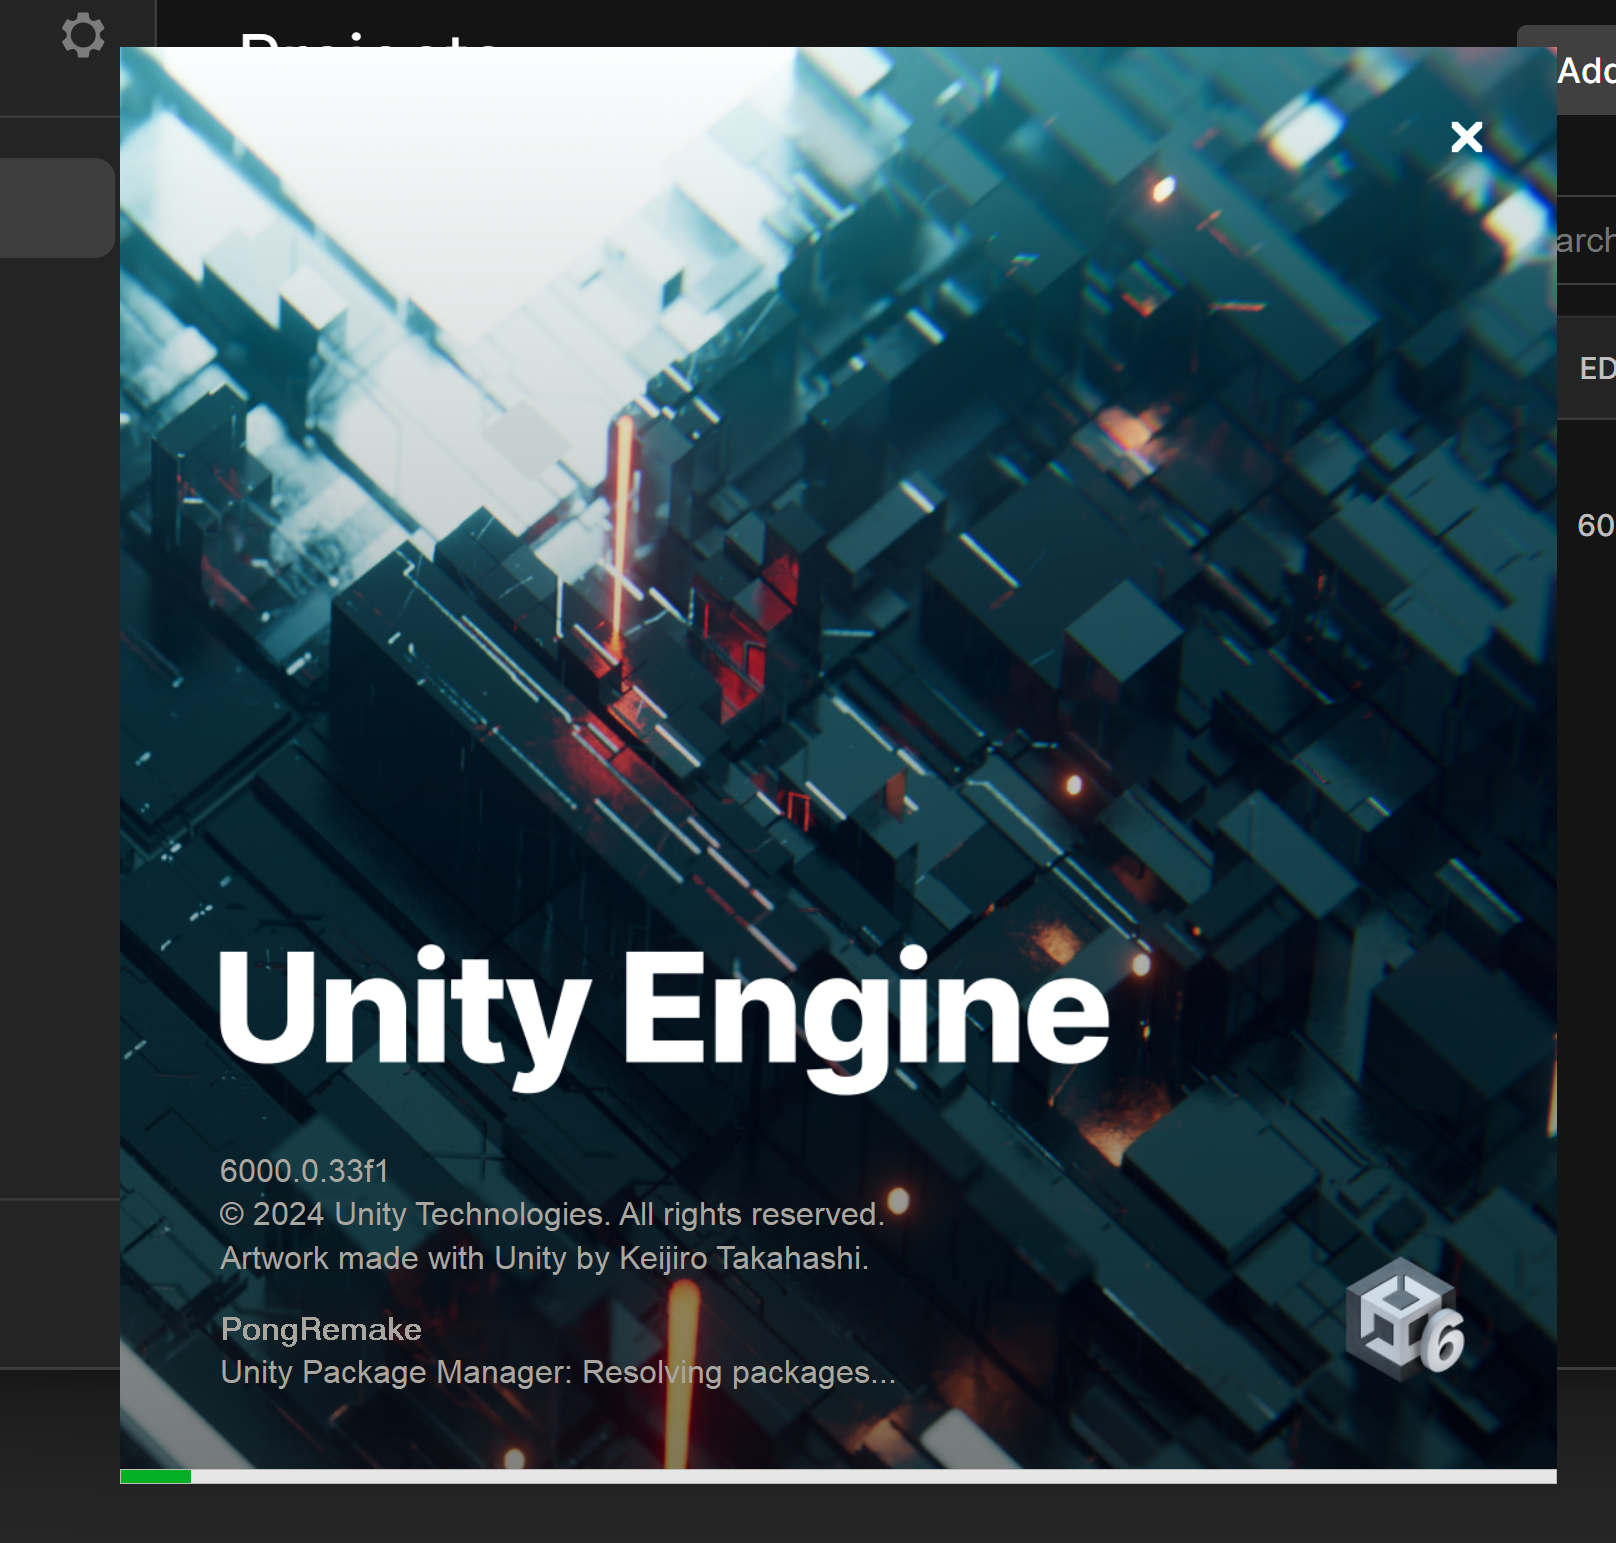 Projects
Add
arch
ED
60
Unity Engine
6000.0.33f1
© 2024 Unity Technologies. All rights reserved.
Artwork made with Unity by Keijiro Takahashi.
PongRemake
Unity Package Manager: Resolving packages...
6